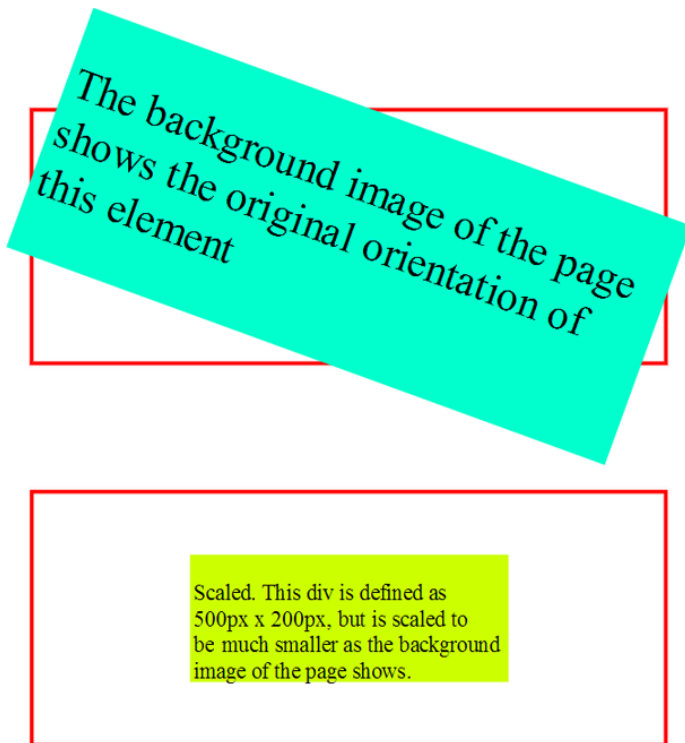 The background image of the page
shows the original orientation of
this element
Scaled. This div is defined as
500px x 200px, but is scaled to
be much smaller as the background
image of the page shows.